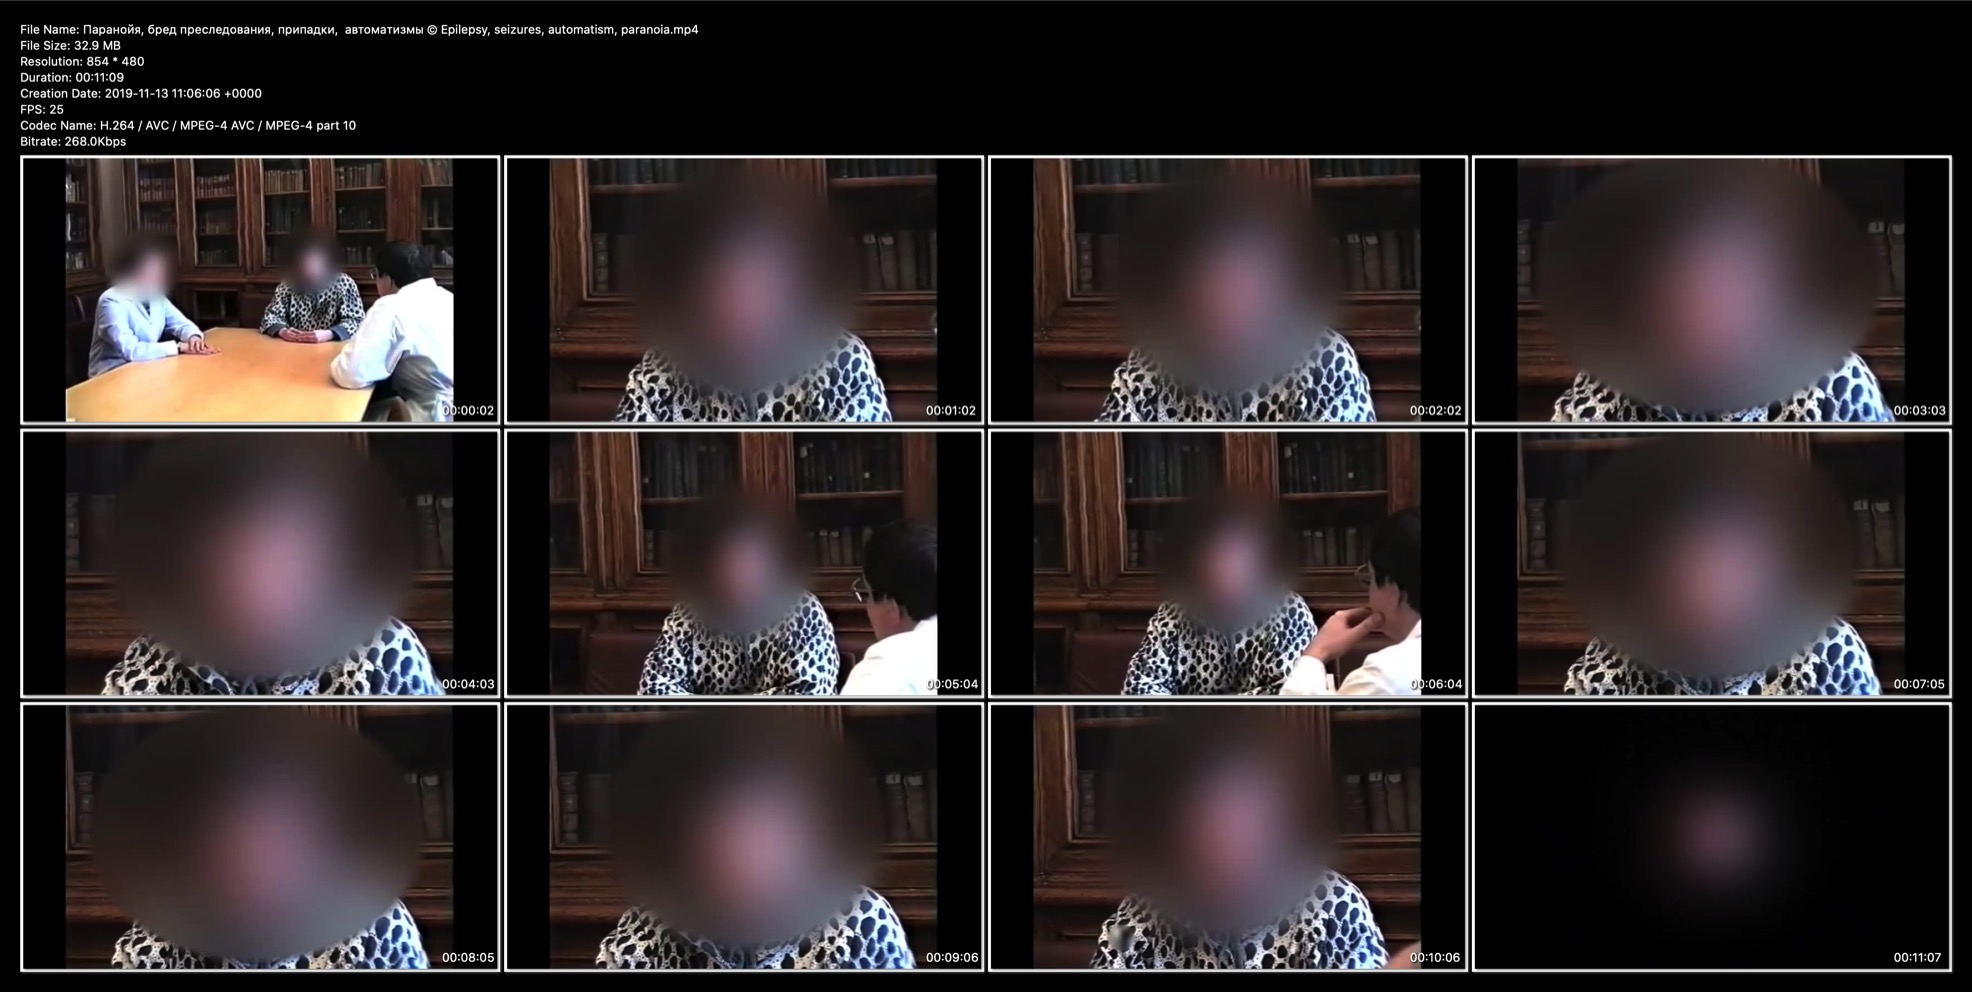 File Name: Паранойя, бред преследования, припадки,  автоматизмы © Epilepsy, seizures, automatism, paranoia.mp4
File Size: 32.9 MB
Resolution: 854 * 480
Duration: 00:11:09
Creation Date: 2019-11-13 11:06:06 +0000
FPS: 25
Codec Name: H.264 / AVC / MPEG-4 AVC / MPEG-4 part 10
Bitrate: 268.0Kbps
00:00:02
00:01:02
00:02:02
00:03:03
00:04:03
00:05:04
00:06:04
00:07:05
00:08:05
00:09:06
00:10:06
00:11:07